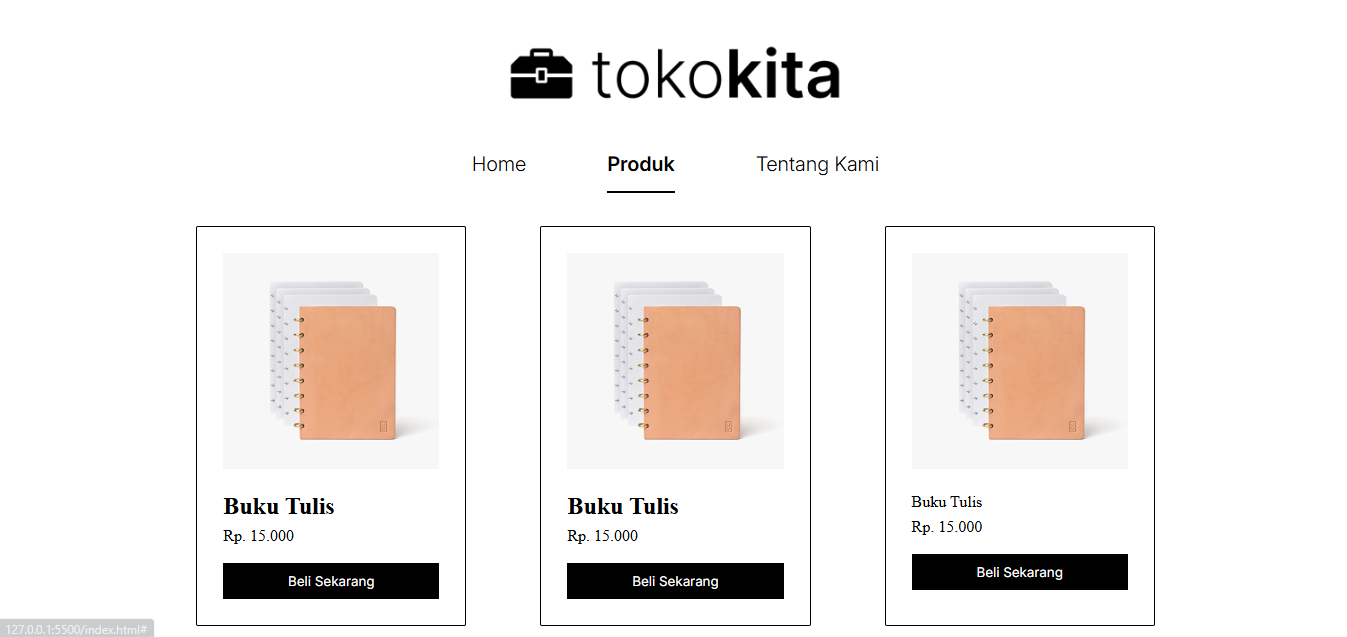 tokokita
Home Produk Tentang Kami
Buku Tulis
Rp. 15.000
Beli Sekarang
Buku Tulis
Rp. 15.000
Beli Sekarang
Buku Tulis
Rp. 15.000
Beli Sekarang
127.0.0.1:5500/index.html#